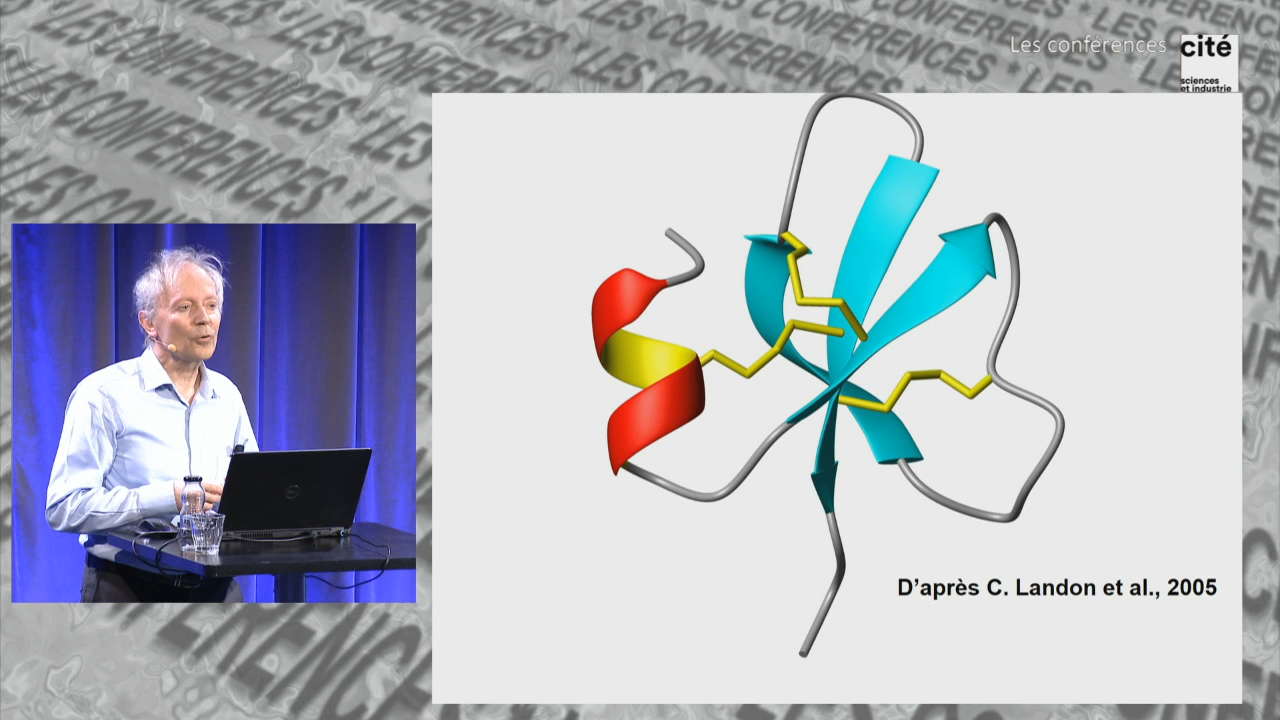 Les conférences
cité
sciences
et industrie
D'après C. Landon et al., 2005